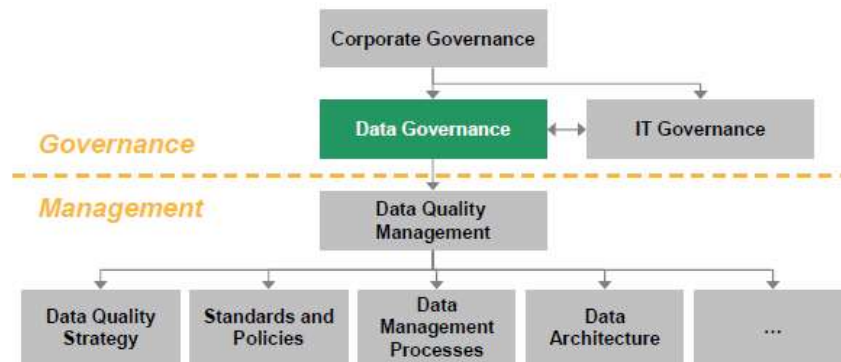 Corporate Governance
Data Governance
IT Governance
Governance
Management
Data Quality
Management
Data Quality
Strategy
Standards and
Policies
Data
Management
Processes
Data
Architecture
...